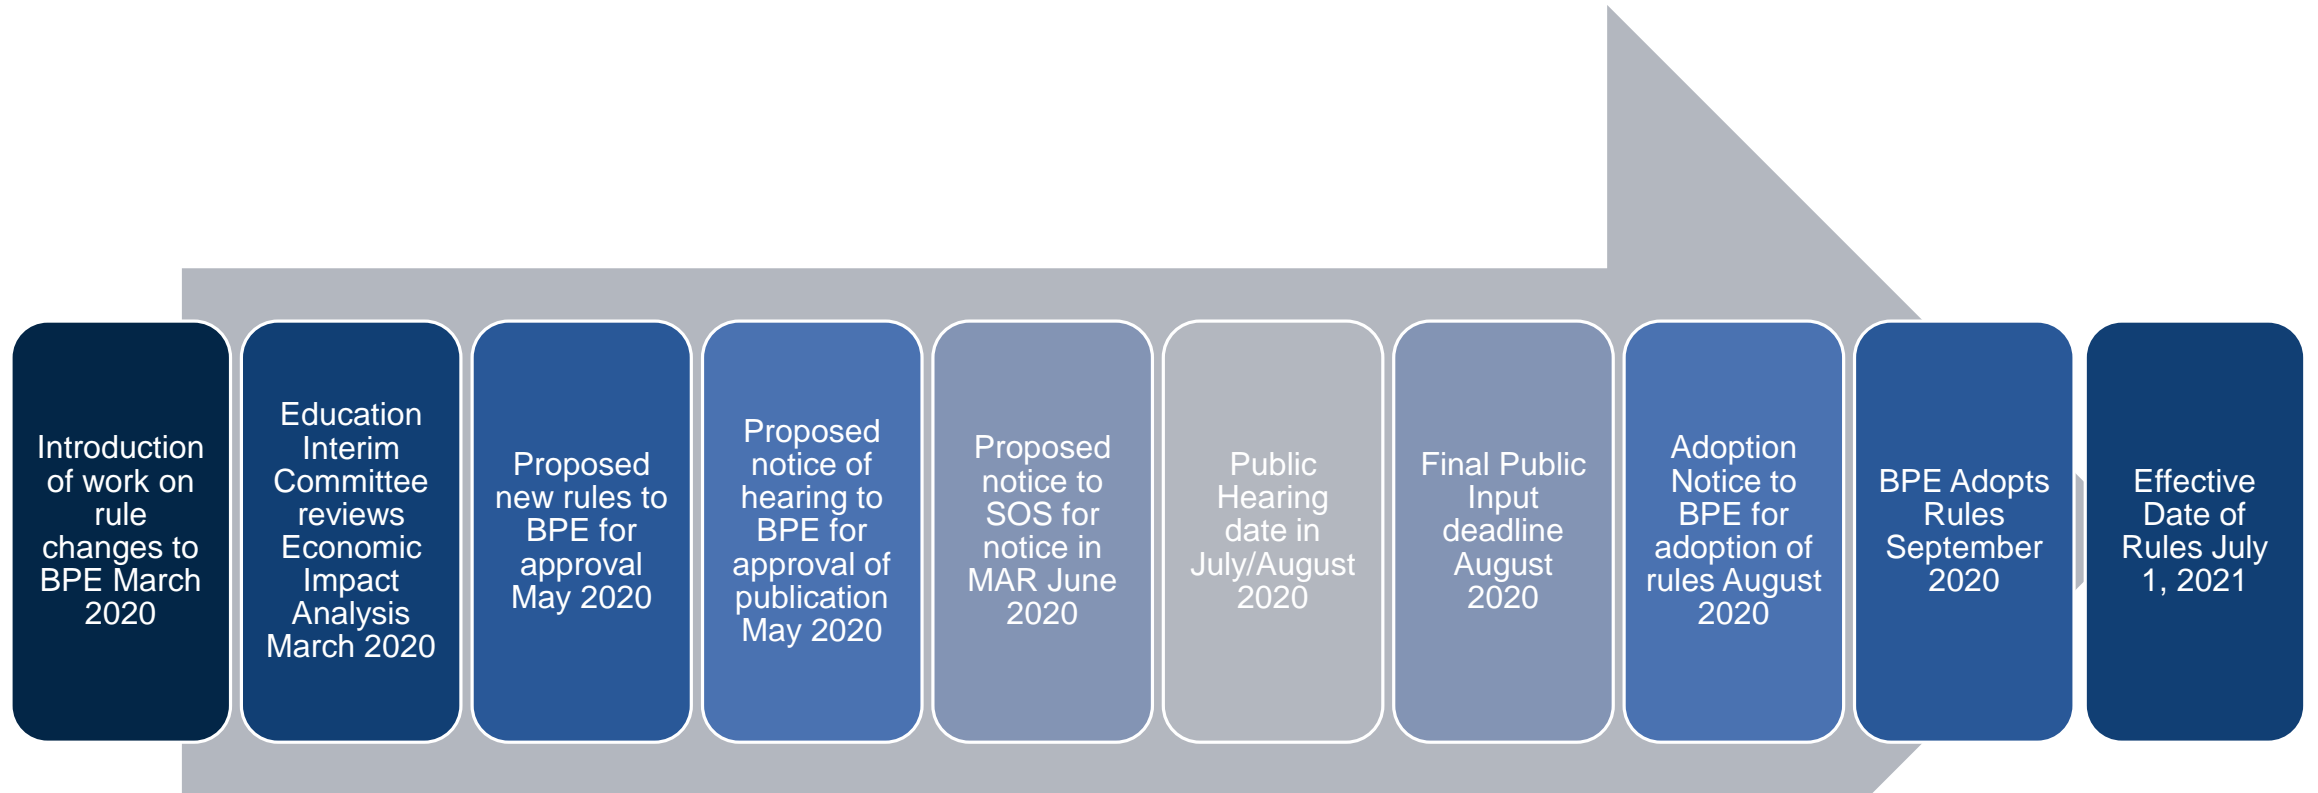 Introduction
of work on
rule
changes to
BPE March
2020
Education
Interim
Committee
reviews
Economic
Impact
Analysis
March 2020
Proposed
new rules to
BPE for
approval
May 2020
Proposed
notice of
hearing to
BPE for
approval of
publication
May 2020
Proposed
notice to
SOS for
notice in
MAR June
2020
Public
Hearing
date in
July/August
2020
Final Public
Input
deadline
August
2020
Adoption
Notice to
BPE for
adoption of
rules August
2020
BPE Adopts
Rules
September
2020
Effective
Date of
Rules July
1, 2021